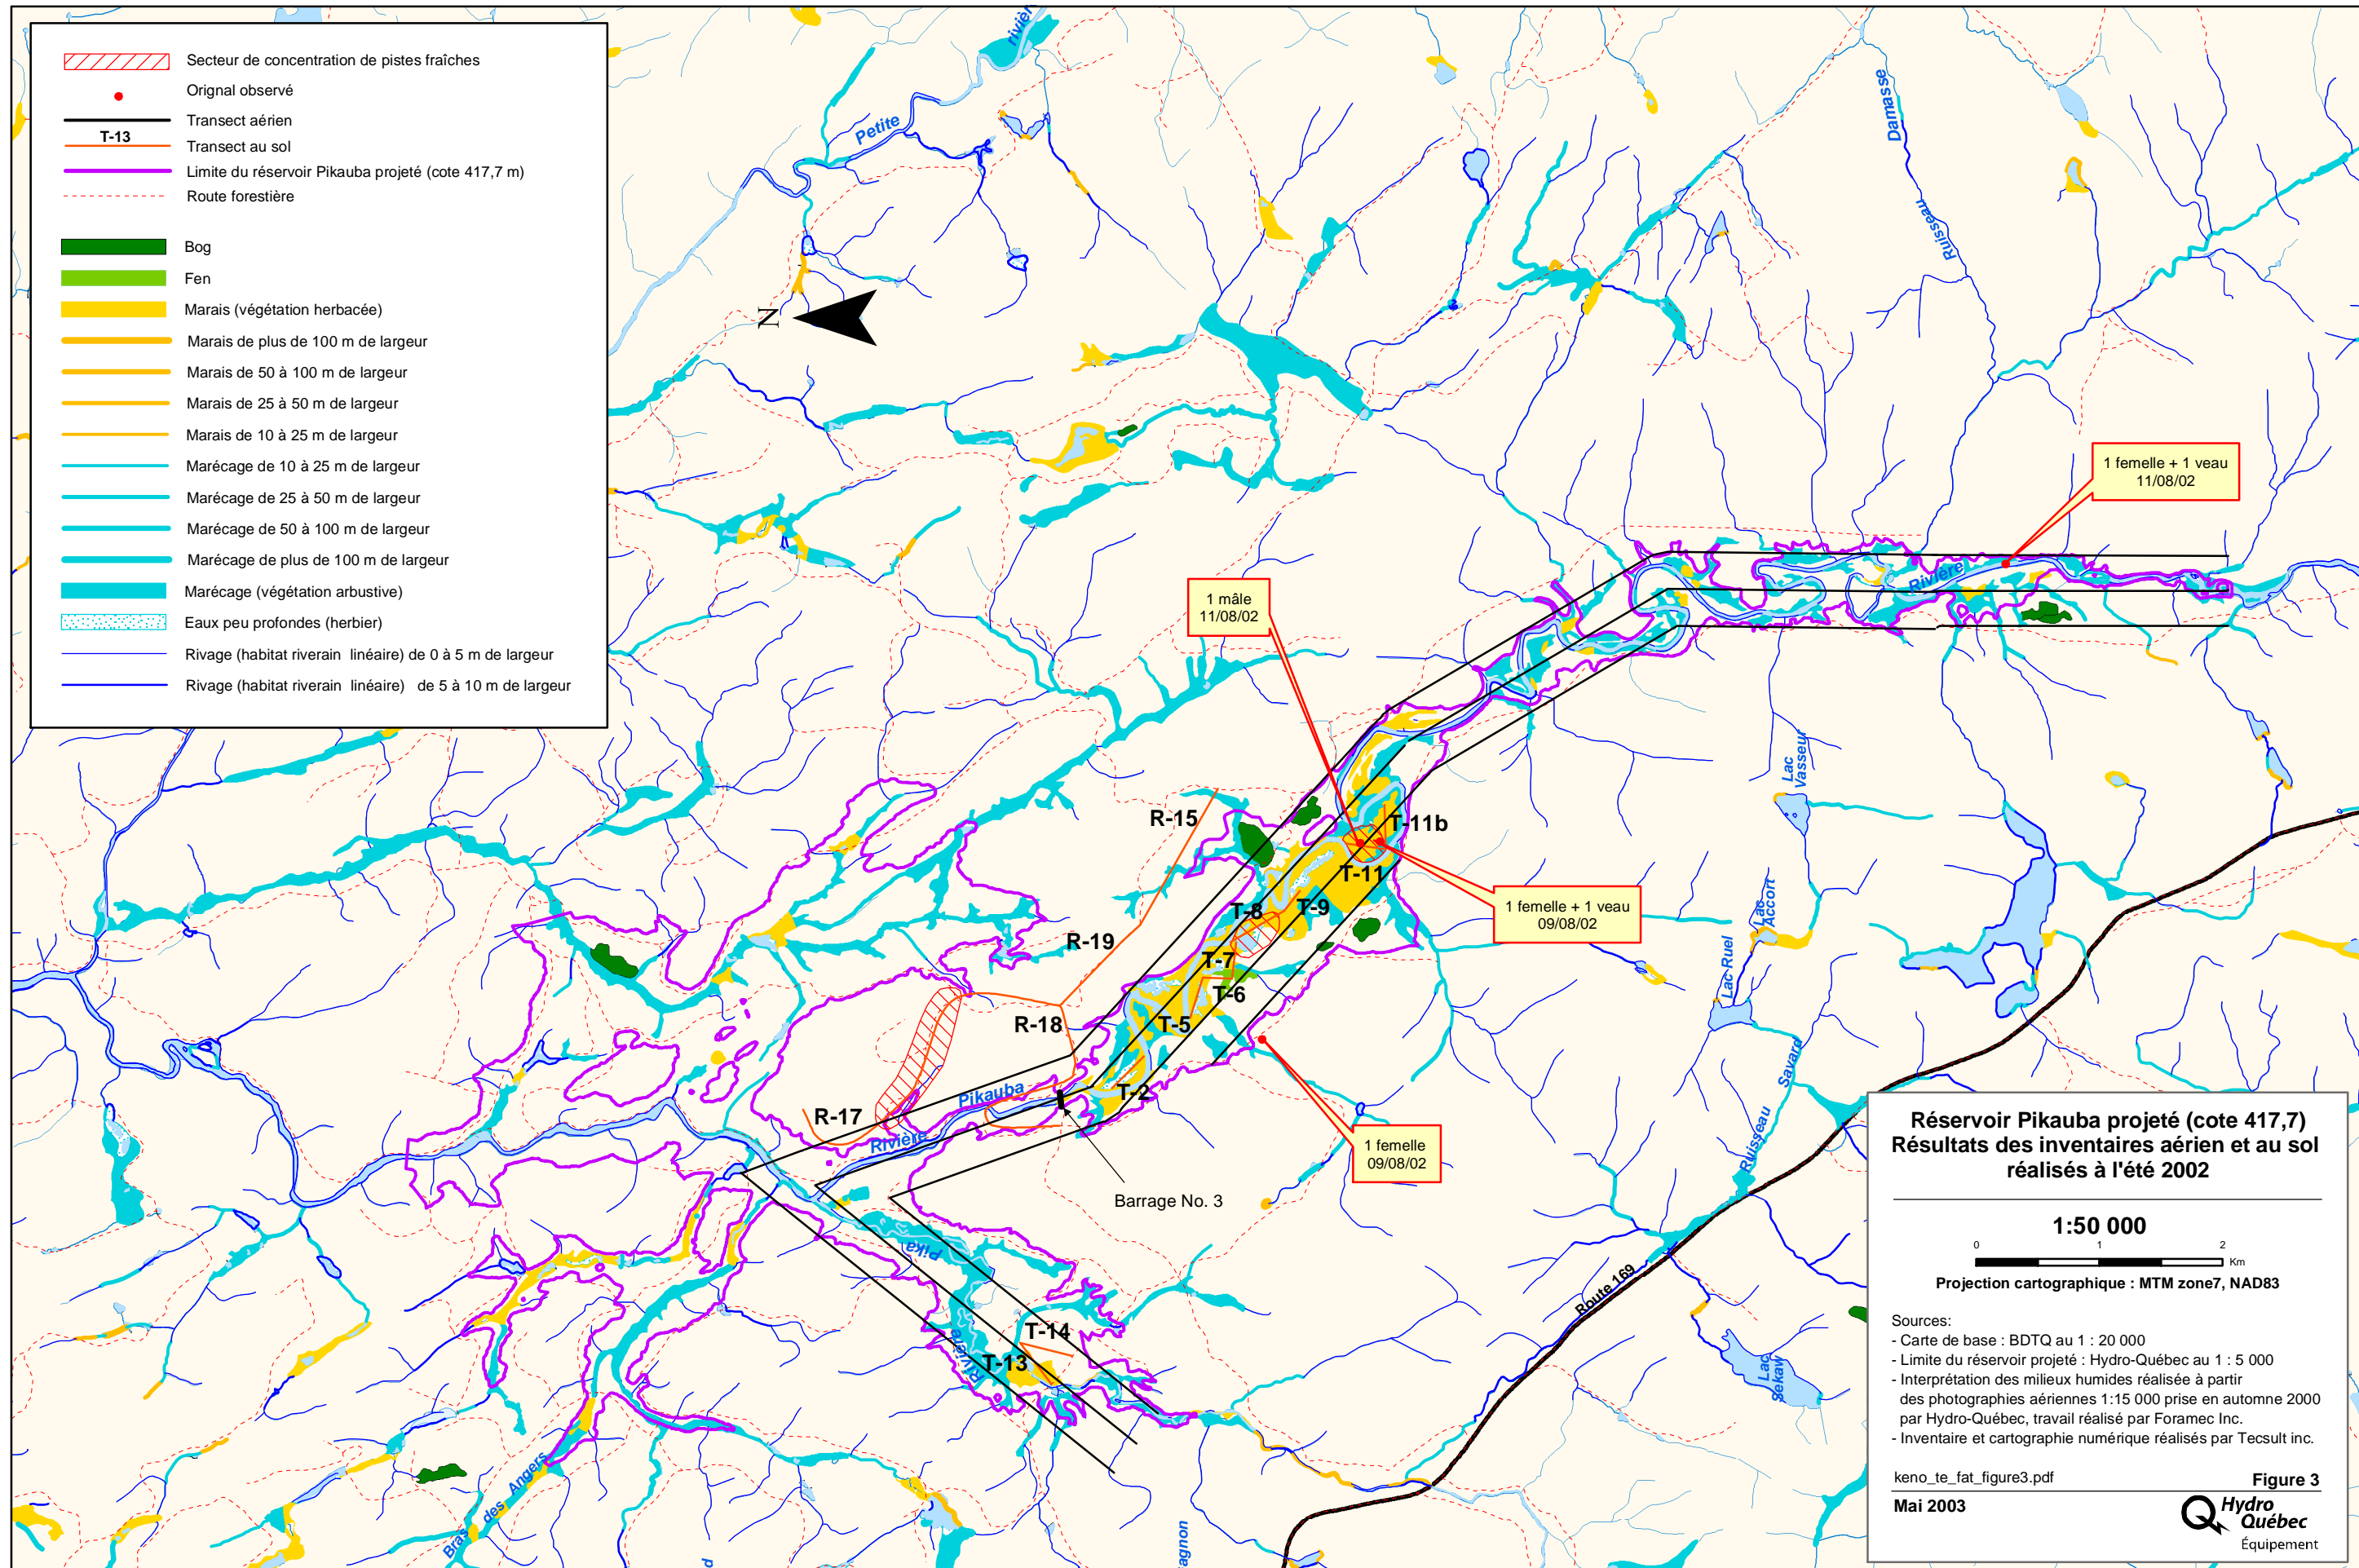 Secteur de concentration de pistes fraîches
Orignal observé
Transect aérien
T-13
Transect au sol
Limite du réservoir Pikauba projeté (cote 417,7 m)
Route forestière
Bog
Fen
Marais (végétation herbacée)
Marais de plus de 100 m de largeur
Marais de 50 à 100 m de largeur
Marais de 25 à 50 m de largeur
Marais de 10 à 25 m de largeur
Marécage de 10 à 25 m de largeur
Marécage de 25 à 50 m de largeur
Marécage de 50 à 100 m de largeur
Marécage de plus de 100 m de largeur
Marécage (végétation arbustive)
Eaux peu profondes (herbier)
Rivage (habitat riverain linéaire) de 0 à 5 m de largeur
Rivage (habitat riverain linéaire) de 5 à 10 m de largeur
rivière
Petite
N
Damasse
Ruisseau
1 femelle + 1 veau
11/08/02
Rivière
1 mâle
11/08/02
Lac
Vasseur
R-15
T-11b
T-11
1 femelle + 1 veau
09/08/02
Lac
Accort
T-8
T-9
R-19
T-7
T-6
Lac Ruel
R-18
T-5
Savard
Pikauba
T-2
R-17
Rivière
1 femelle
09/08/02
Ruisseau
Barrage No. 3
Pika
Route 169
T-14
T-13
Rivière
Lac
Sekaw
Bras des Angers
d
agnon
Réservoir Pikauba projeté (cote 417,7)
Résultats des inventaires aérien et au sol
réalisés à l'été 2002
1:50 000
0 1 2
Km
Projection cartographique : MTM zone7, NAD83
Sources:
- Carte de base : BDTQ au 1 : 20 000
- Limite du réservoir projeté : Hydro-Québec au 1 : 5 000
- Interprétation des milieux humides réalisée à partir
des photographies aériennes 1:15 000 prise en automne 2000
par Hydro-Québec, travail réalisé par Foramec Inc.
- Inventaire et cartographie numérique réalisés par Tecsult inc.
keno_te_fat_figure3.pdf
Figure 3
Mai 2003
Hydro
Québec
Équipement